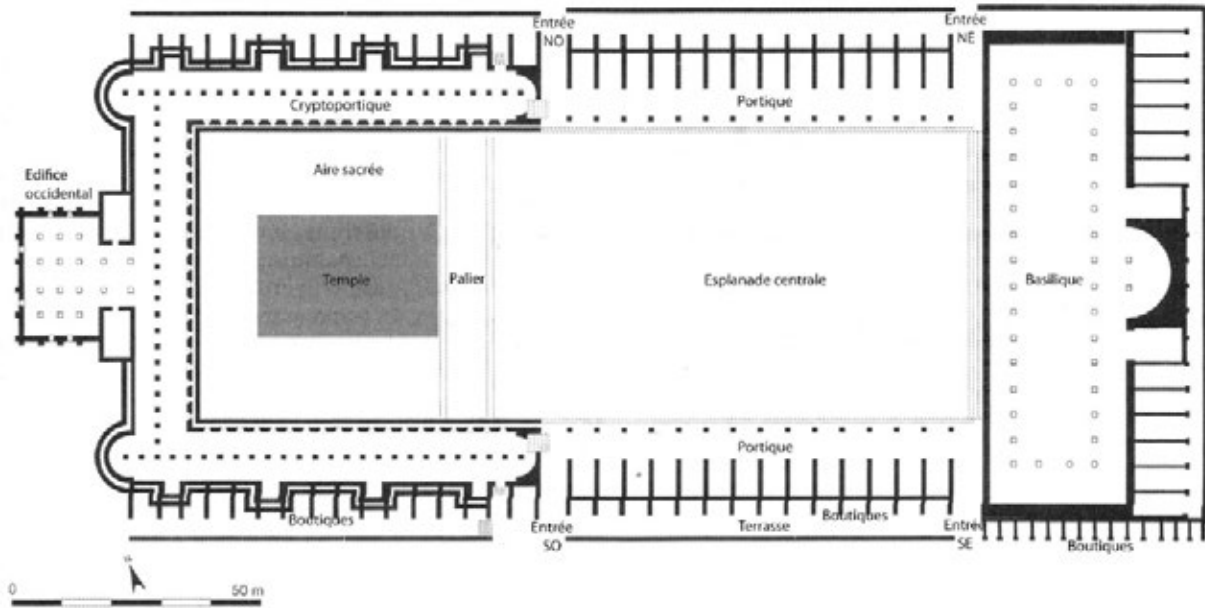 Entrée
NO
Entrée
NE
Cryptoportique
Portique
Edifice
occidental
Aire sacrée
Temple
Palier
Esplanade centrale
Basilique
Portique
Boutiques
Entrée
SO
Terrasse
Boutiques
Entrée
SE
Boutiques
0
50 m